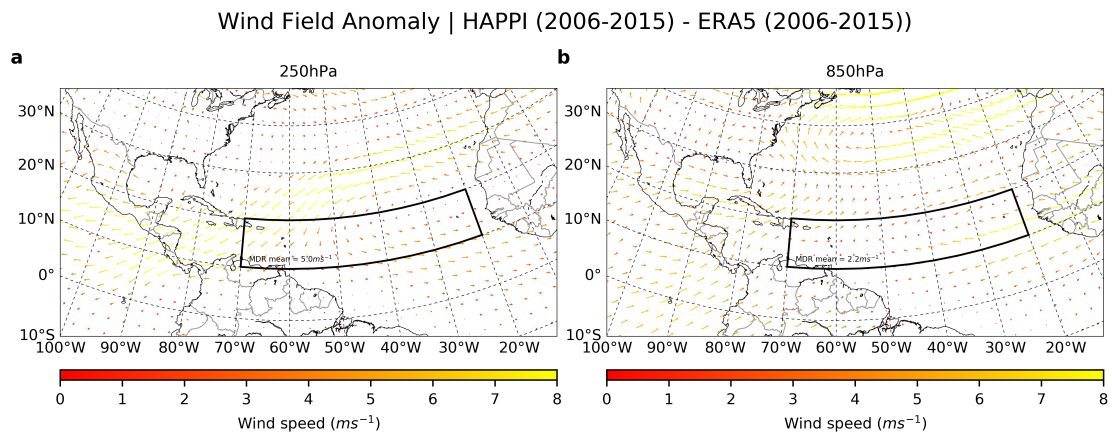 Wind Field Anomaly | HAPPI (2006-2015) - ERA5 (2006-2015))
a
250hPa
30°N
20°N
10°N
0°
10°S
MDR mean = 5.0ms⁻¹
100°W 90°W 80°W 70°W 60°W 50°W 40°W 30°W 20°W
0 1 2 3 4 5 6 7 8
Wind speed (ms⁻¹)
b
850hPa
30°N
20°N
10°N
0°
10°S
MDR mean = 2.2ms⁻¹
100°W 90°W 80°W 70°W 60°W 50°W 40°W 30°W 20°W
0 1 2 3 4 5 6 7 8
Wind speed (ms⁻¹)